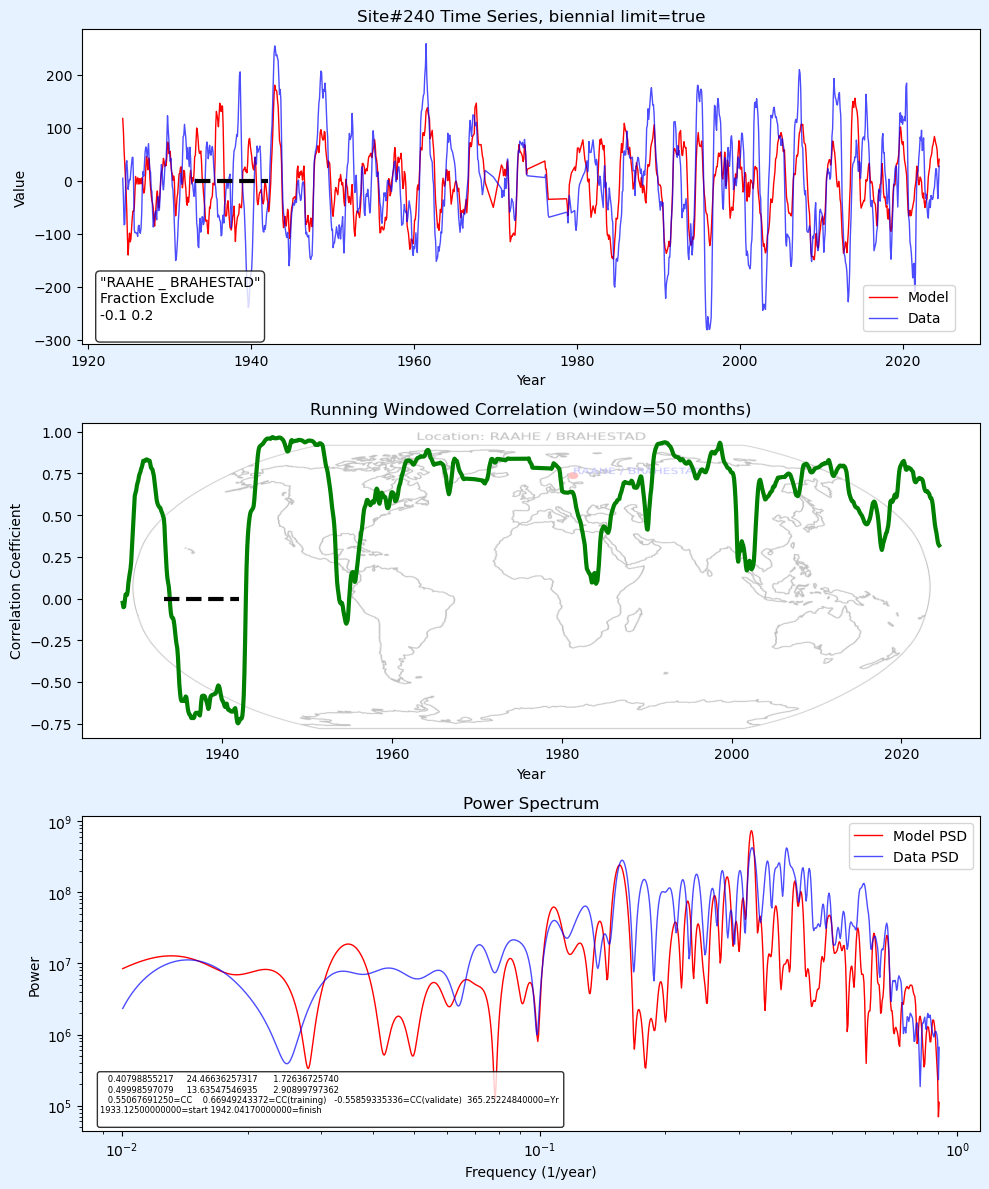 Site#240 Time Series, biennial limit=true
200
100
0
−100
−200
−300
Value
"RAAHE _ BRAHESTAD"
Fraction Exclude
-0.1 0.2
Model
Data
1920
1940
1960
1980
2000
2020
Year
Running Windowed Correlation (window=50 months)
Location: RAAHE / BRAHESTAD
RAAHE / BRAHESTAD
1.00
0.75
0.50
0.25
0.00
−0.25
−0.50
−0.75
Correlation Coefficient
1940
1960
1980
2000
2020
Year
Power Spectrum
10⁹
10⁸
10⁷
10⁶
10⁵
Power
Model PSD
Data PSD
0.40798855217 24.46636257317 1.72636725740
0.49998597079 13.63547546935 2.90899797362
0.55067691250=CC 0.66949243372=CC(training) -0.55859335336=CC(validate) 365.25224840000=Yr
1933.12500000000=start 1942.04170000000=finish
10⁻²
10⁻¹
10⁰
Frequency (1/year)